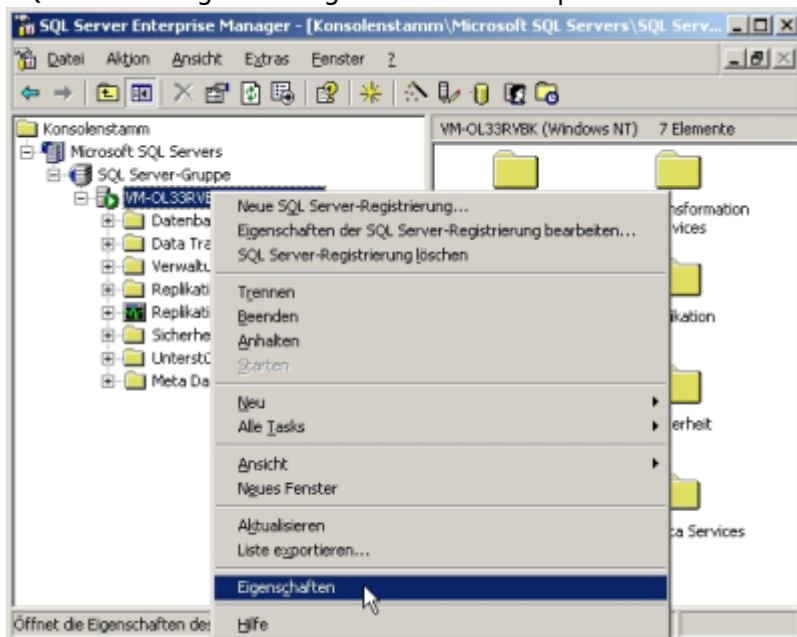 SQL Server Enterprise Manager - [Konsolenstamm\Microsoft SQL Servers\SQL Serv...
Datei Aktion Ansicht Extras Fenster ?
Konsolenstamm
Microsoft SQL Servers
SQL Server-Gruppe
VM-OL33RVB
Datenba
Data Tra
Verwaltu
Replikati
Replikati
Sicherhe
Unterstü
Meta Da
VM-OL33RVBK (Windows NT) 7 Elemente
nsformation
vices
ikation
erheit
ta Services
Neue SQL Server-Registrierung...
Eigenschaften der SQL Server-Registrierung bearbeiten...
SQL Server-Registrierung löschen
Trennen
Beenden
Anhalten
Starten
Neu
Alle Tasks
Ansicht
Neues Fenster
Aktualisieren
Liste exportieren...
Eigenschaften
Hilfe
Öffnet die Eigenschaften des